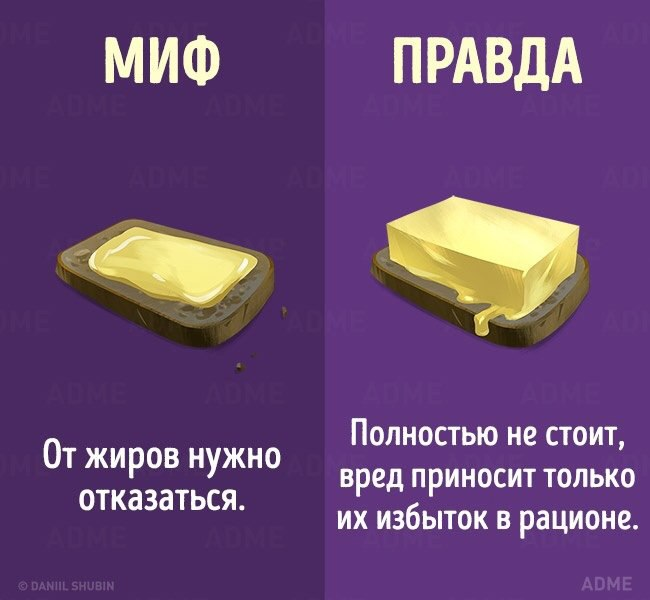 МИФ
ПРАВДА
От жиров нужно
отказаться.
Полностью не стоит,
вред приносит только
их избыток в рационе.
© DANIIL SHUBIN
ADME